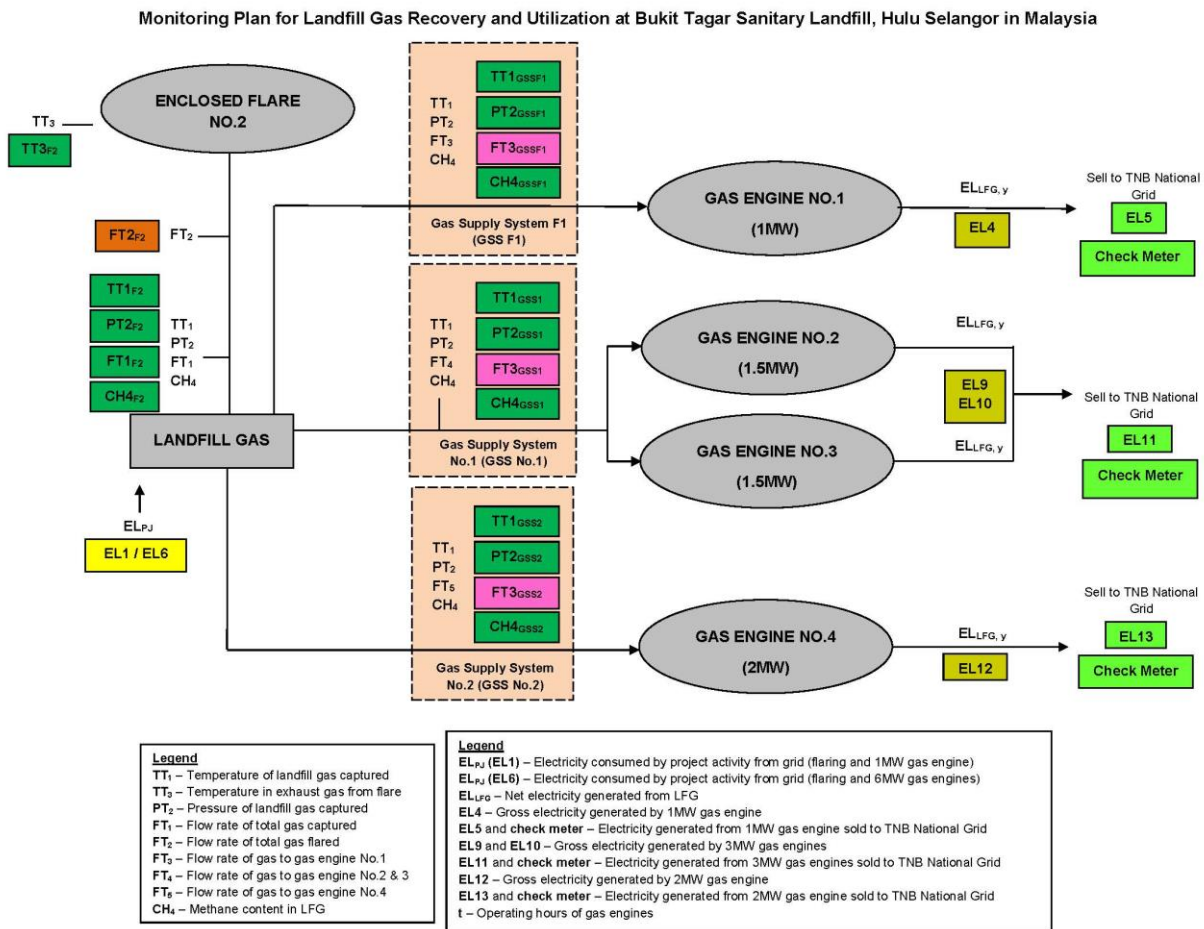 Monitoring Plan for Landfill Gas Recovery and Utilization at Bukit Tagar Sanitary Landfill, Hulu Selangor in Malaysia
ENCLOSED FLARE
NO.2
TT₃
TT3F2
FT2F2
FT₂
TT1F2
PT2F2
FT1F2
CH4F2
TT₁
PT₂
FT₁
CH₄
LANDFILL GAS
ELPJ
EL1 / EL6
TT₁
PT₂
FT₃
CH₄
TT1GSSF1
PT2GSSF1
FT3GSSF1
CH4GSSF1
Gas Supply System F1
(GSS F1)
TT₁
PT₂
FT₄
CH₄
TT1GSS1
PT2GSS1
FT3GSS1
CH4GSS1
Gas Supply System
No.1 (GSS No.1)
TT₁
PT₂
FT₅
CH₄
TT1GSS2
PT2GSS2
FT3GSS2
CH4GSS2
Gas Supply System
No.2 (GSS No.2)
GAS ENGINE NO.1
(1MW)
ELLFG, y
EL4
Sell to TNB National
Grid
EL5
Check Meter
GAS ENGINE NO.2
(1.5MW)
ELLFG, y
EL9
EL10
GAS ENGINE NO.3
(1.5MW)
ELLFG, y
Sell to TNB National
Grid
EL11
Check Meter
GAS ENGINE NO.4
(2MW)
ELLFG, y
EL12
Sell to TNB National
Grid
EL13
Check Meter
Legend
TT₁ – Temperature of landfill gas captured
TT₃ – Temperature in exhaust gas from flare
PT₂ – Pressure of landfill gas captured
FT₁ – Flow rate of total gas captured
FT₂ – Flow rate of total gas flared
FT₃ – Flow rate of gas to gas engine No.1
FT₄ – Flow rate of gas to gas engine No.2 & 3
FT₅ – Flow rate of gas to gas engine No.4
CH₄ – Methane content in LFG
Legend
ELPJ (EL1) – Electricity consumed by project activity from grid (flaring and 1MW gas engine)
ELPJ (EL6) – Electricity consumed by project activity from grid (flaring and 6MW gas engines)
ELLFG – Net electricity generated from LFG
EL4 – Gross electricity generated by 1MW gas engine
EL5 and check meter – Electricity generated from 1MW gas engine sold to TNB National Grid
EL9 and EL10 – Gross electricity generated by 3MW gas engines
EL11 and check meter – Electricity generated from 3MW gas engines sold to TNB National Grid
EL12 – Gross electricity generated by 2MW gas engine
EL13 and check meter – Electricity generated from 2MW gas engine sold to TNB National Grid
t – Operating hours of gas engines